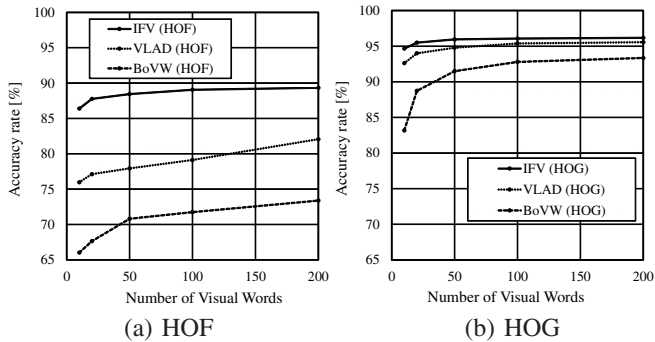 100
95
90
85
80
75
70
65
0
50
100
150
200
Accuracy rate [%]
Number of Visual Words
IFV (HOF)
VLAD (HOF)
BoVW (HOF)
(a) HOF
100
95
90
85
80
75
70
65
0
50
100
150
200
Accuracy rate [%]
Number of Visual Words
IFV (HOG)
VLAD (HOG)
BoVW (HOG)
(b) HOG